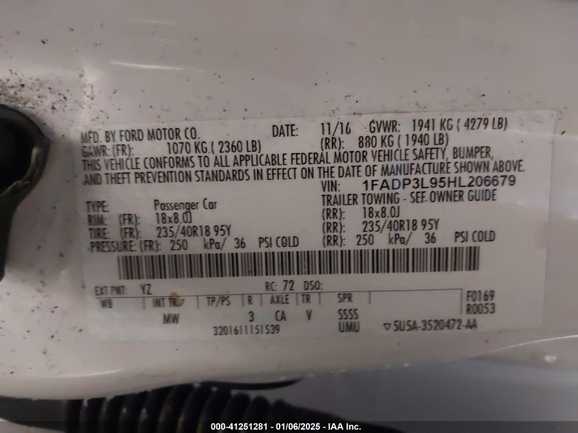 MFD. BY FORD MOTOR CO. DATE: 11/16 GVWR: 1941 KG ( 4279 LB)
GAWR: (FR): 1070 KG ( 2360 LB) (RR): 880 KG ( 1940 LB)
THIS VEHICLE CONFORMS TO ALL APPLICABLE FEDERAL MOTOR VEHICLE SAFETY, BUMPER,
AND THEFT PREVENTION STANDARDS IN EFFECT ON THE DATE OF MANUFACTURE SHOWN ABOVE.
VIN: 1FADP3L95HL206679
TYPE: Passenger Car TRAILER TOWING - SEE OWNER GUIDE
RIM: (FR): 18x8.0J (RR): 18x8.0J
TIRE: (FR): 235/40R18 95Y (RR): 235/40R18 95Y
PRESSURE: (FR): 250 kPa/ 36 PSI COLD (RR): 250 kPa/ 36 PSI COLD
EXT PNT: YZ RC: 72 DSO:
WB INT TR TP/PS R AXLE TR SPR F0169
MW 3 CA V SSSS R0053
3201611151539 UMU ▽5U5A-3520472-AA
000-41251281 - 01/06/2025 - IAA Inc.